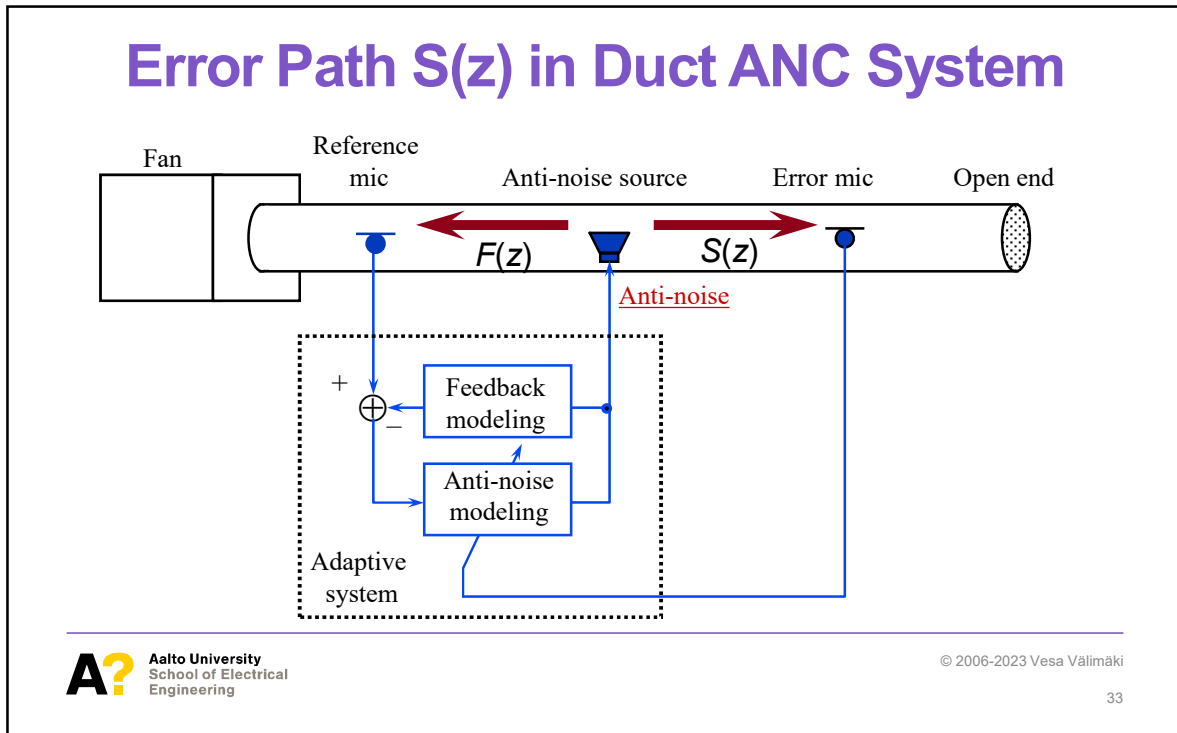 Error Path S(z) in Duct ANC System
Fan
Reference
mic
Anti-noise source
Error mic
Open end
F(z)
S(z)
Anti-noise
+
−
Feedback
modeling
Anti-noise
modeling
Adaptive
system
A?
Aalto University
School of Electrical
Engineering
© 2006-2023 Vesa Välimäki
33